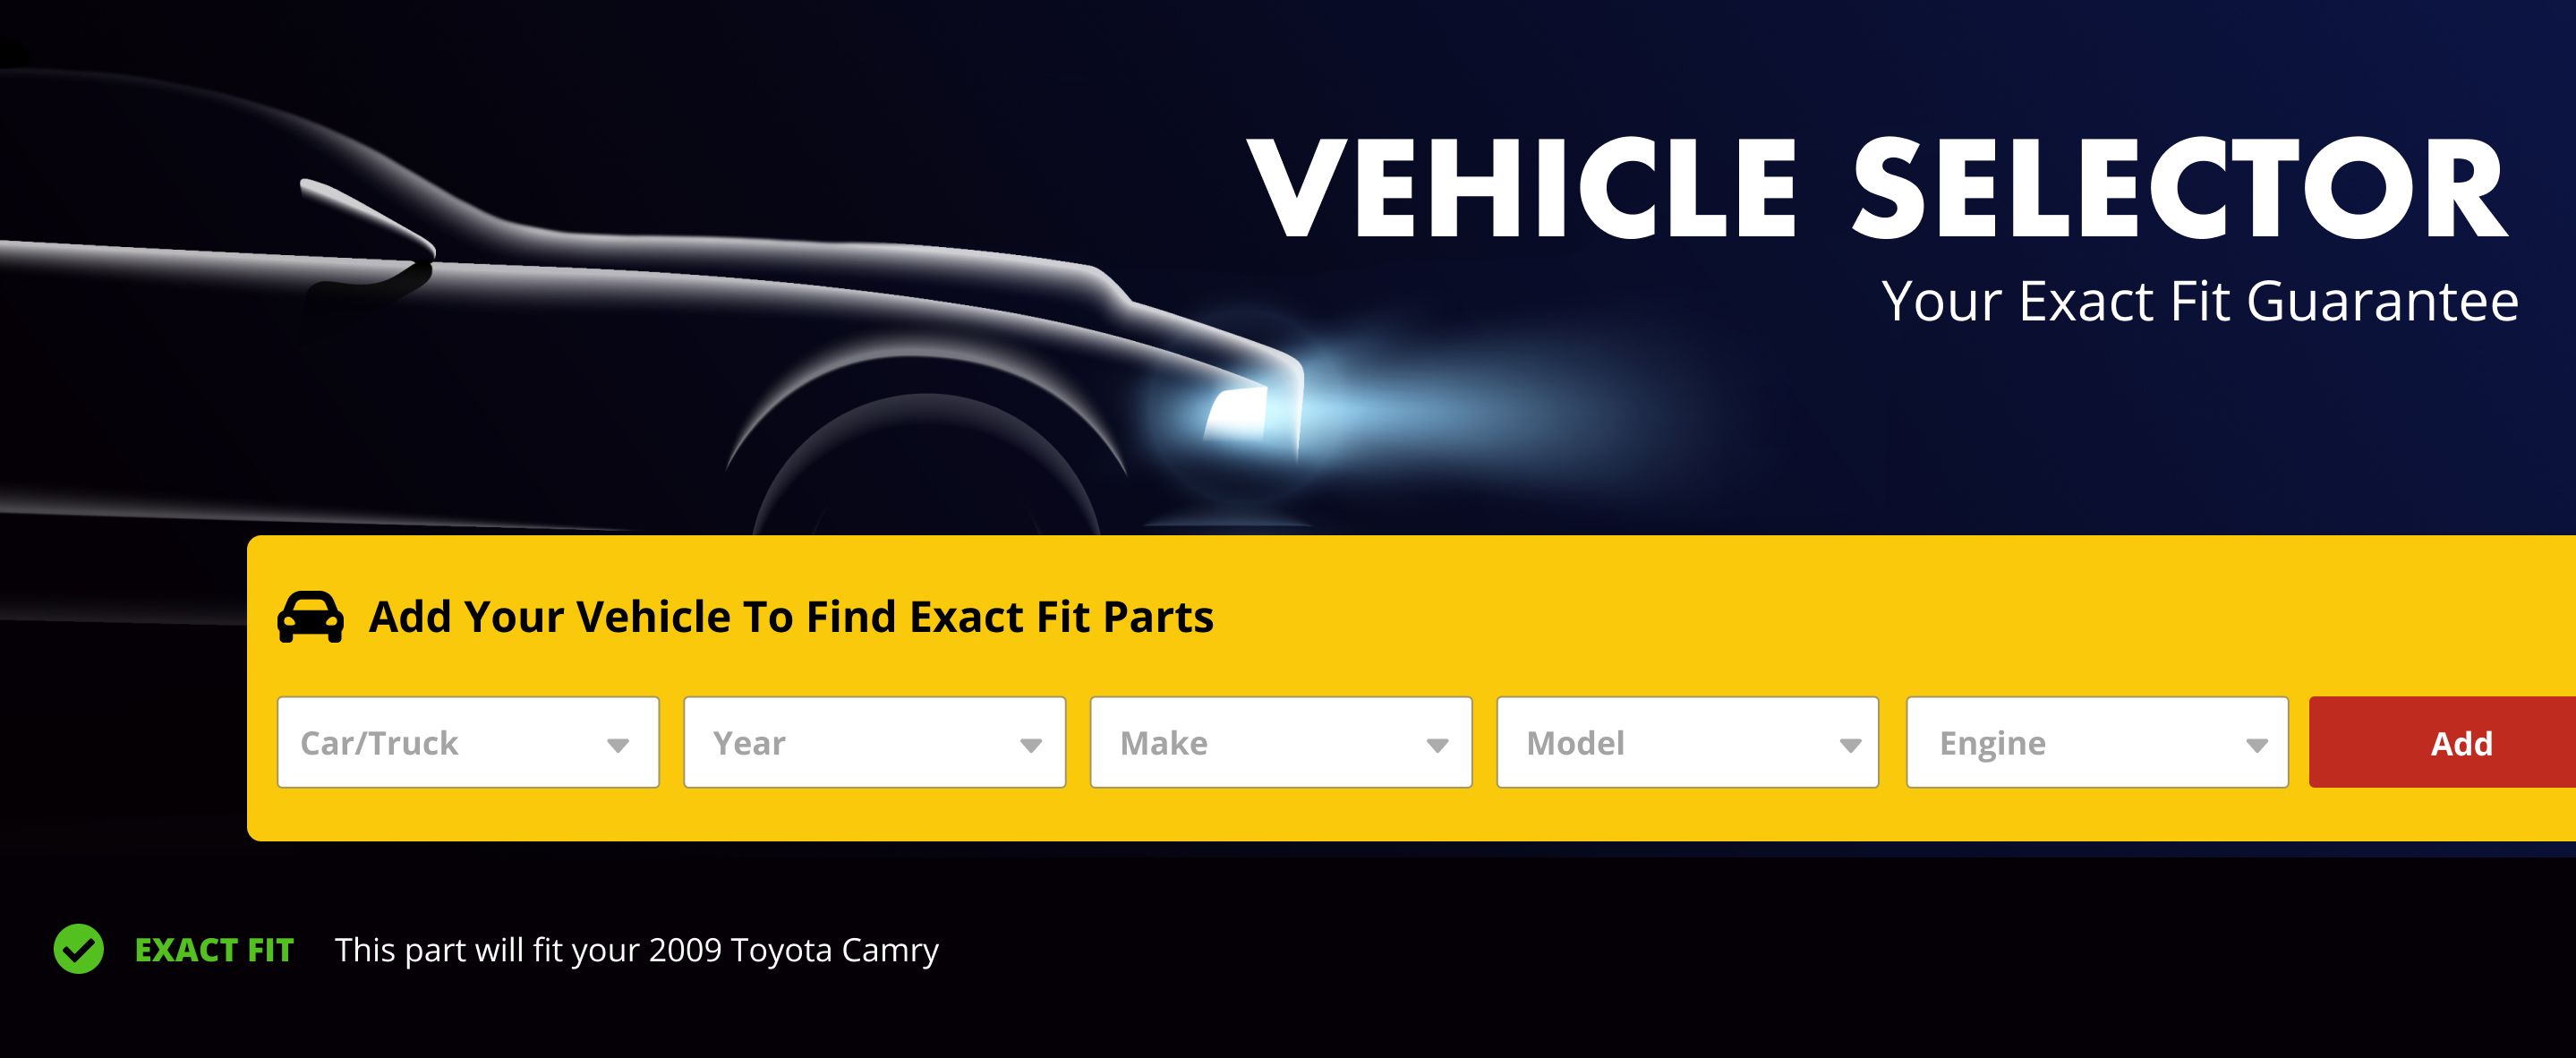 VEHICLE SELECTOR
Your Exact Fit Guarantee
Add Your Vehicle To Find Exact Fit Parts
Car/Truck Year Make Model Engine Add
EXACT FIT This part will fit your 2009 Toyota Camry